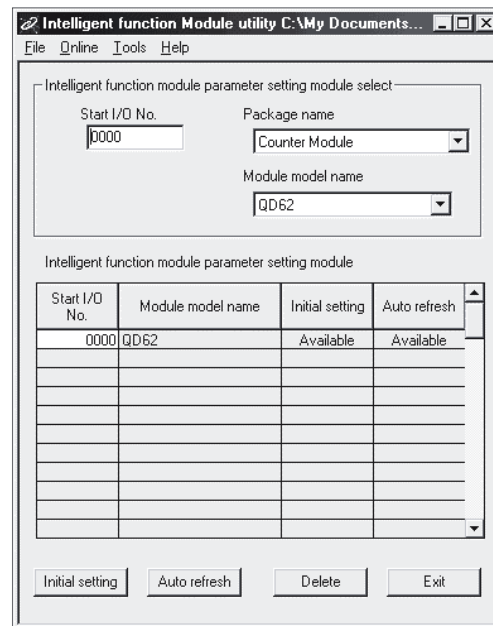 Intelligent function Module utility C:\My Documents...
File Online Tools Help
Intelligent function module parameter setting module select
Start I/O No.
0000
Package name
Counter Module
Module model name
QD62
Intelligent function module parameter setting module
Start I/O No. Module model name Initial setting Auto refresh
0000 QD62 Available Available
Initial setting Auto refresh Delete Exit